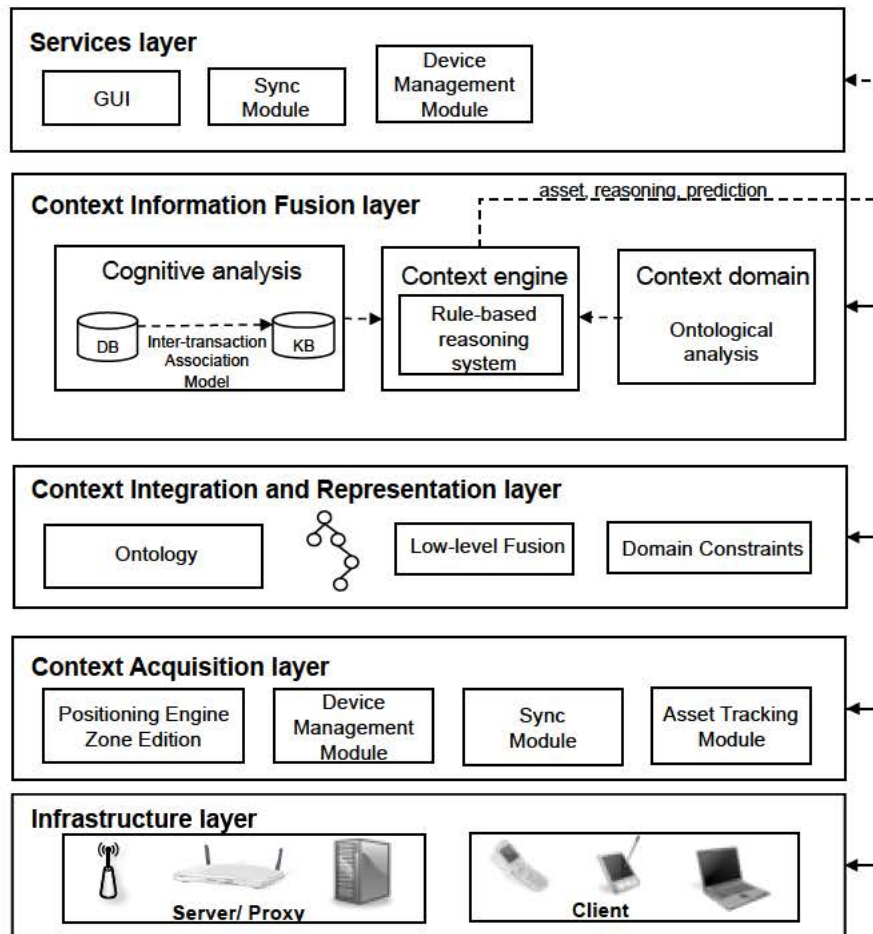 Services layer
GUI
Sync
Module
Device
Management
Module
Context Information Fusion layer
asset, reasoning, prediction
Cognitive analysis
DB
Inter-transaction
Association
Model
KB
Context engine
Rule-based
reasoning
system
Context domain
Ontological
analysis
Context Integration and Representation layer
Ontology
Low-level Fusion
Domain Constraints
Context Acquisition layer
Positioning Engine
Zone Edition
Device
Management
Module
Sync
Module
Asset Tracking
Module
Infrastructure layer
Server/ Proxy
Client